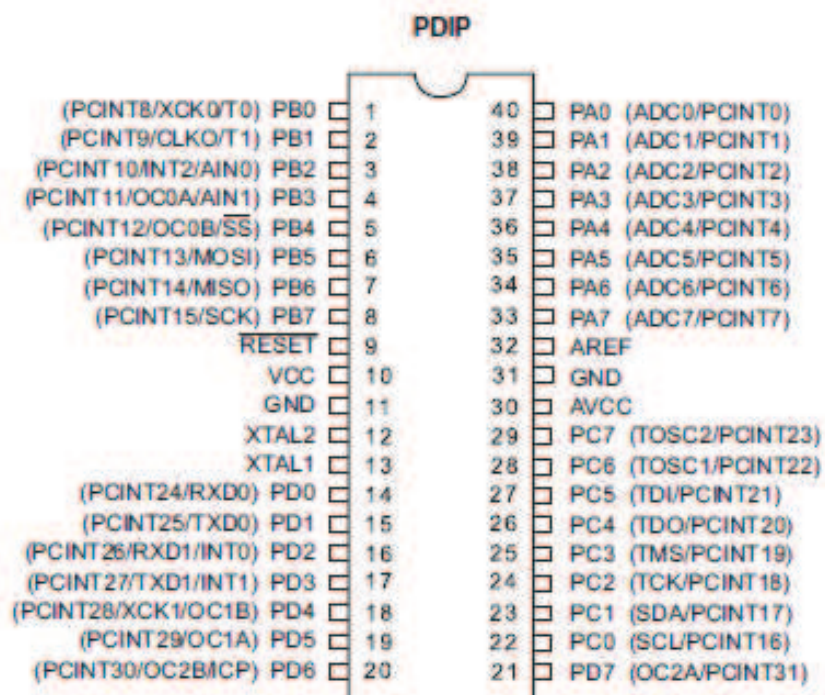 PDIP
(PCINT8/XCK0/T0) PB0 1 40 PA0 (ADC0/PCINT0)
(PCINT9/CLKO/T1) PB1 2 39 PA1 (ADC1/PCINT1)
(PCINT10/INT2/AIN0) PB2 3 38 PA2 (ADC2/PCINT2)
(PCINT11/OC0A/AIN1) PB3 4 37 PA3 (ADC3/PCINT3)
(PCINT12/OC0B/S̅S̅) PB4 5 36 PA4 (ADC4/PCINT4)
(PCINT13/MOSI) PB5 6 35 PA5 (ADC5/PCINT5)
(PCINT14/MISO) PB6 7 34 PA6 (ADC6/PCINT6)
(PCINT15/SCK) PB7 8 33 PA7 (ADC7/PCINT7)
R̅E̅S̅E̅T̅ 9 32 AREF
VCC 10 31 GND
GND 11 30 AVCC
XTAL2 12 29 PC7 (TOSC2/PCINT23)
XTAL1 13 28 PC6 (TOSC1/PCINT22)
(PCINT24/RXD0) PD0 14 27 PC5 (TDI/PCINT21)
(PCINT25/TXD0) PD1 15 26 PC4 (TDO/PCINT20)
(PCINT26/RXD1/INT0) PD2 16 25 PC3 (TMS/PCINT19)
(PCINT27/TXD1/INT1) PD3 17 24 PC2 (TCK/PCINT18)
(PCINT28/XCK1/OC1B) PD4 18 23 PC1 (SDA/PCINT17)
(PCINT29/OC1A) PD5 19 22 PC0 (SCL/PCINT16)
(PCINT30/OC2B/ICP) PD6 20 21 PD7 (OC2A/PCINT31)